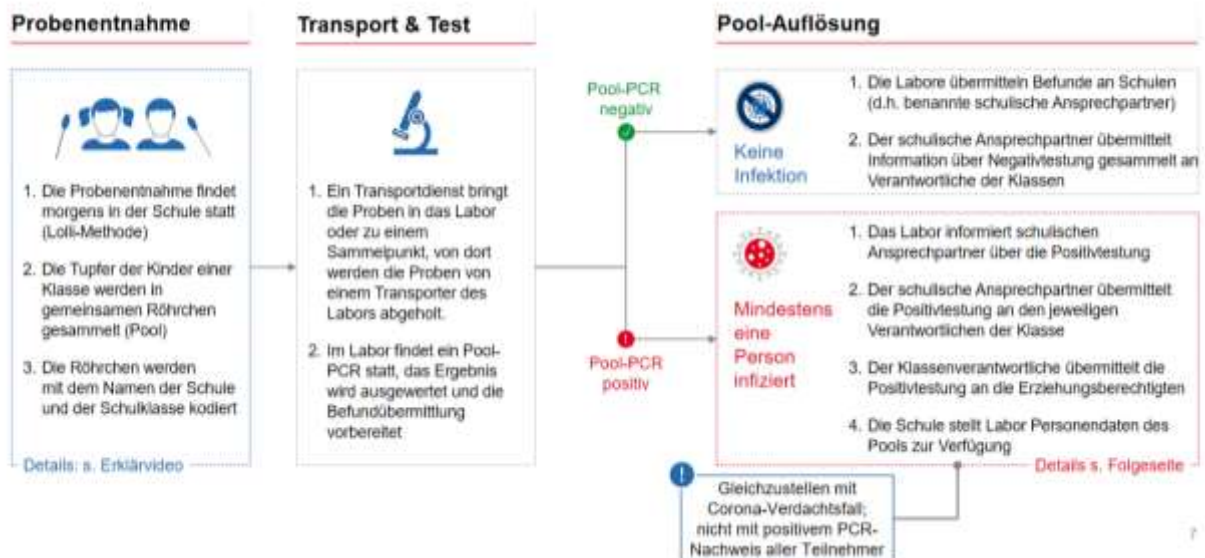 Probenentnahme
1. Die Probenentnahme findet
morgens in der Schule statt
(Lolli-Methode)
2. Die Tupfer der Kinder einer
Klasse werden in
gemeinsamen Röhrchen
gesammelt (Pool)
3. Die Röhrchen werden
mit dem Namen der Schule
und der Schulklasse kodiert
Details: s. Erklärvideo
Transport & Test
1. Ein Transportdienst bringt
die Proben in das Labor
oder zu einem
Sammelpunkt, von dort
werden die Proben von
einem Transporter des
Labors abgeholt.
2. Im Labor findet ein Pool-
PCR statt, das Ergebnis
wird ausgewertet und die
Befundübermittlung
vorbereitet
Pool-PCR
negativ
Pool-PCR
positiv
Pool-Auflösung
Keine
Infektion
1. Die Labore übermitteln Befunde an Schulen
(d.h. benannte schulische Ansprechpartner)
2. Der schulische Ansprechpartner übermittelt
Information über Negativtestung gesammelt an
Verantwortliche der Klassen
Mindestens
eine
Person
infiziert
1. Das Labor informiert schulischen
Ansprechpartner über die Positivtestung
2. Der schulische Ansprechpartner übermittelt
die Positivtestung an den jeweiligen
Verantwortlichen der Klasse
3. Der Klassenverantwortliche übermittelt die
Positivtestung an die Erziehungsberechtigten
4. Die Schule stellt Labor Personendaten des
Pools zur Verfügung
Details s. Folgeseite
Gleichzustellen mit
Corona-Verdachtsfall;
nicht mit positivem PCR-
Nachweis aller Teilnehmer
7